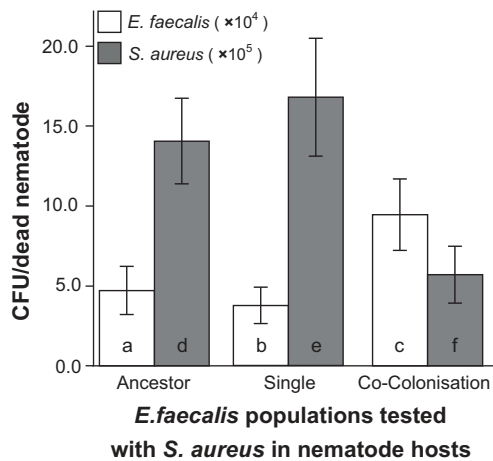 E. faecalis ( ×10⁴)
S. aureus ( ×10⁵)
CFU/dead nematode
20.0
15.0
10.0
5.0
0.0
a d b e c f
Ancestor Single Co-Colonisation
E.faecalis populations tested
with S. aureus in nematode hosts